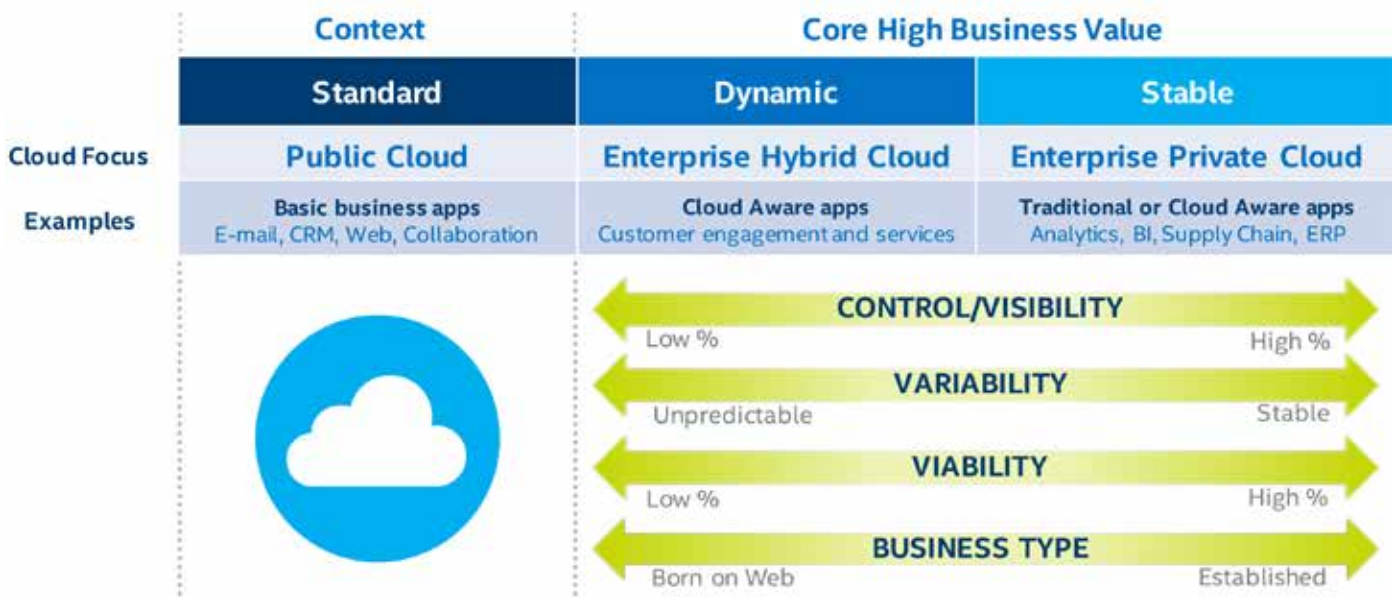 Context Core High Business Value
Standard Dynamic Stable
Cloud Focus Public Cloud Enterprise Hybrid Cloud Enterprise Private Cloud
Examples
Basic business apps
E-mail, CRM, Web, Collaboration
Cloud Aware apps
Customer engagement and services
Traditional or Cloud Aware apps
Analytics, BI, Supply Chain, ERP
CONTROL/VISIBILITY
Low % High %
VARIABILITY
Unpredictable Stable
VIABILITY
Low % High %
BUSINESS TYPE
Born on Web Established